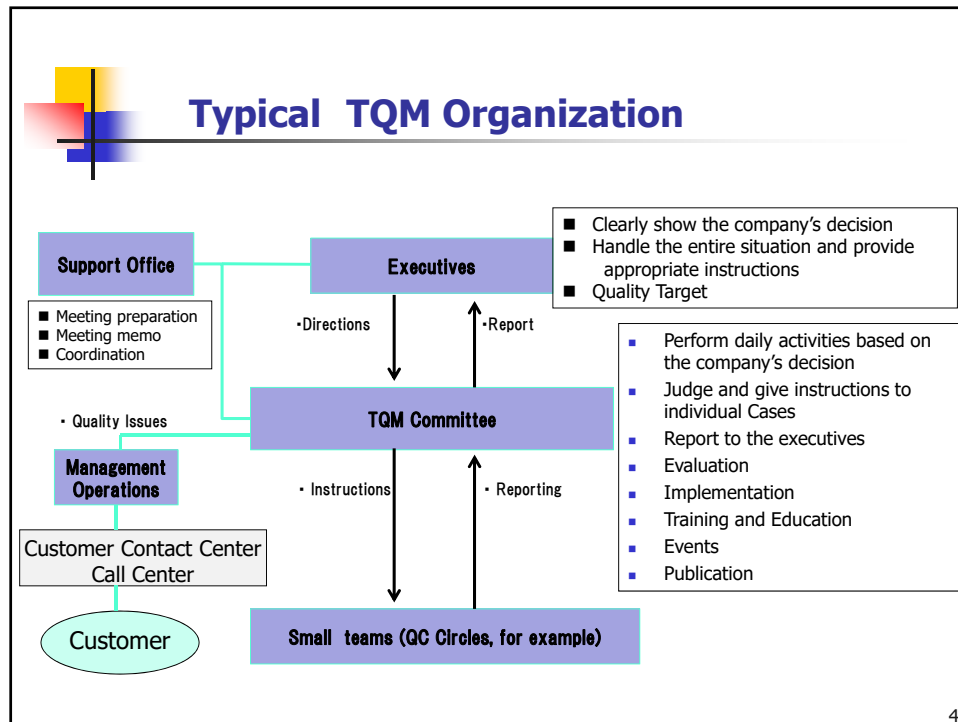 Typical TQM Organization
Support Office
■ Meeting preparation
■ Meeting memo
■ Coordination
Executives
■ Clearly show the company's decision
■ Handle the entire situation and provide
appropriate instructions
■ Quality Target
・Directions
・Report
▪ Perform daily activities based on
the company's decision
▪ Judge and give instructions to
individual Cases
▪ Report to the executives
▪ Evaluation
▪ Implementation
▪ Training and Education
▪ Events
▪ Publication
・ Quality Issues
TQM Committee
Management
Operations
・ Instructions
・ Reporting
Customer Contact Center
Call Center
Customer
Small teams (QC Circles, for example)
4